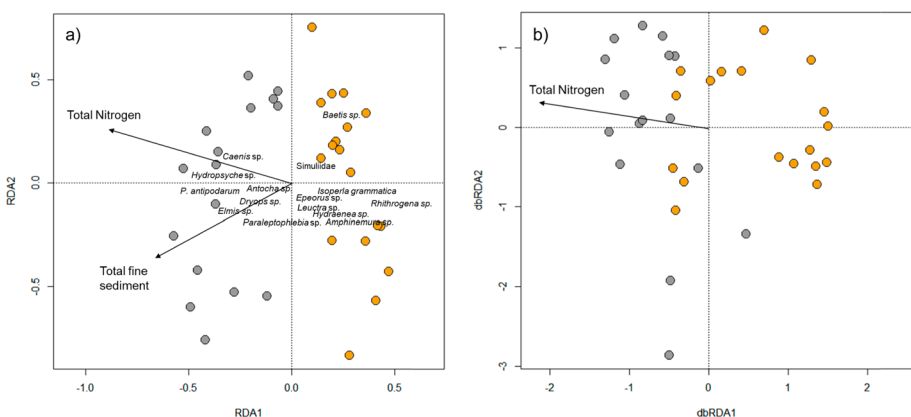 a)
0.5
0.0
-0.5
RDA2
Total Nitrogen
Baetis sp.
Caenis sp.
Simuliidae
Hydropsyche sp.
P. antipodarum
Antocha sp.
Isoperla grammatica
Dryops sp.
Epeorus sp.
Rhithrogena sp.
Elmis sp.
Leuctra sp.
Hydraenea sp.
Paraleptophlebia sp.
Amphinemura sp.
Total fine
sediment
-1.0
-0.5
0.0
0.5
RDA1
b)
1
0
-1
-2
-3
dbRDA2
Total Nitrogen
-2
-1
0
1
2
dbRDA1